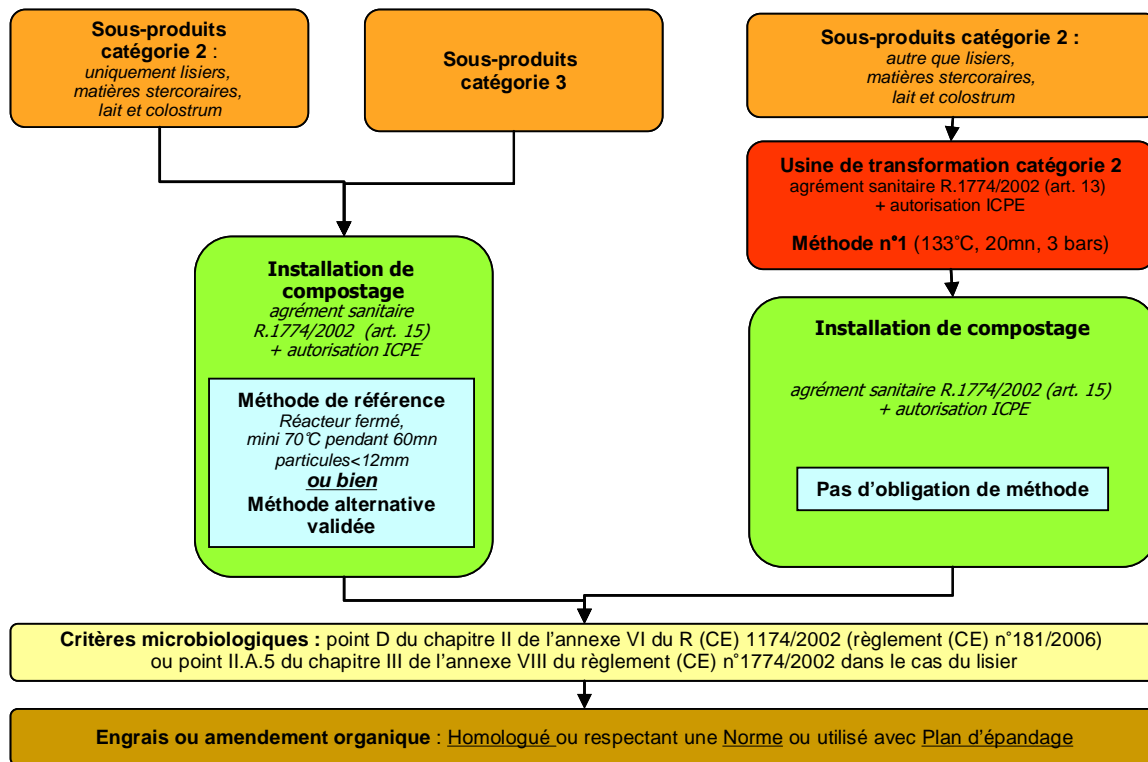 Sous-produits
catégorie 2 :
uniquement lisiers,
matières stercoraires,
lait et colostrum
Sous-produits
catégorie 3
Sous-produits catégorie 2 :
autre que lisiers,
matières stercoraires,
lait et colostrum
Usine de transformation catégorie 2
agrément sanitaire R.1774/2002 (art. 13)
+ autorisation ICPE
Méthode n°1 (133°C, 20mn, 3 bars)
Installation de
compostage
agrément sanitaire
R.1774/2002 (art. 15)
+ autorisation ICPE
Méthode de référence
Réacteur fermé,
mini 70°C pendant 60mn
particules<12mm
ou bien
Méthode alternative
validée
Installation de compostage
agrément sanitaire R.1774/2002 (art. 15)
+ autorisation ICPE
Pas d'obligation de méthode
Critères microbiologiques : point D du chapitre II de l'annexe VI du R (CE) 1174/2002 (règlement (CE) n°181/2006)
ou point II.A.5 du chapitre III de l'annexe VIII du règlement (CE) n°1774/2002 dans le cas du lisier
Engrais ou amendement organique : Homologué ou respectant une Norme ou utilisé avec Plan d'épandage